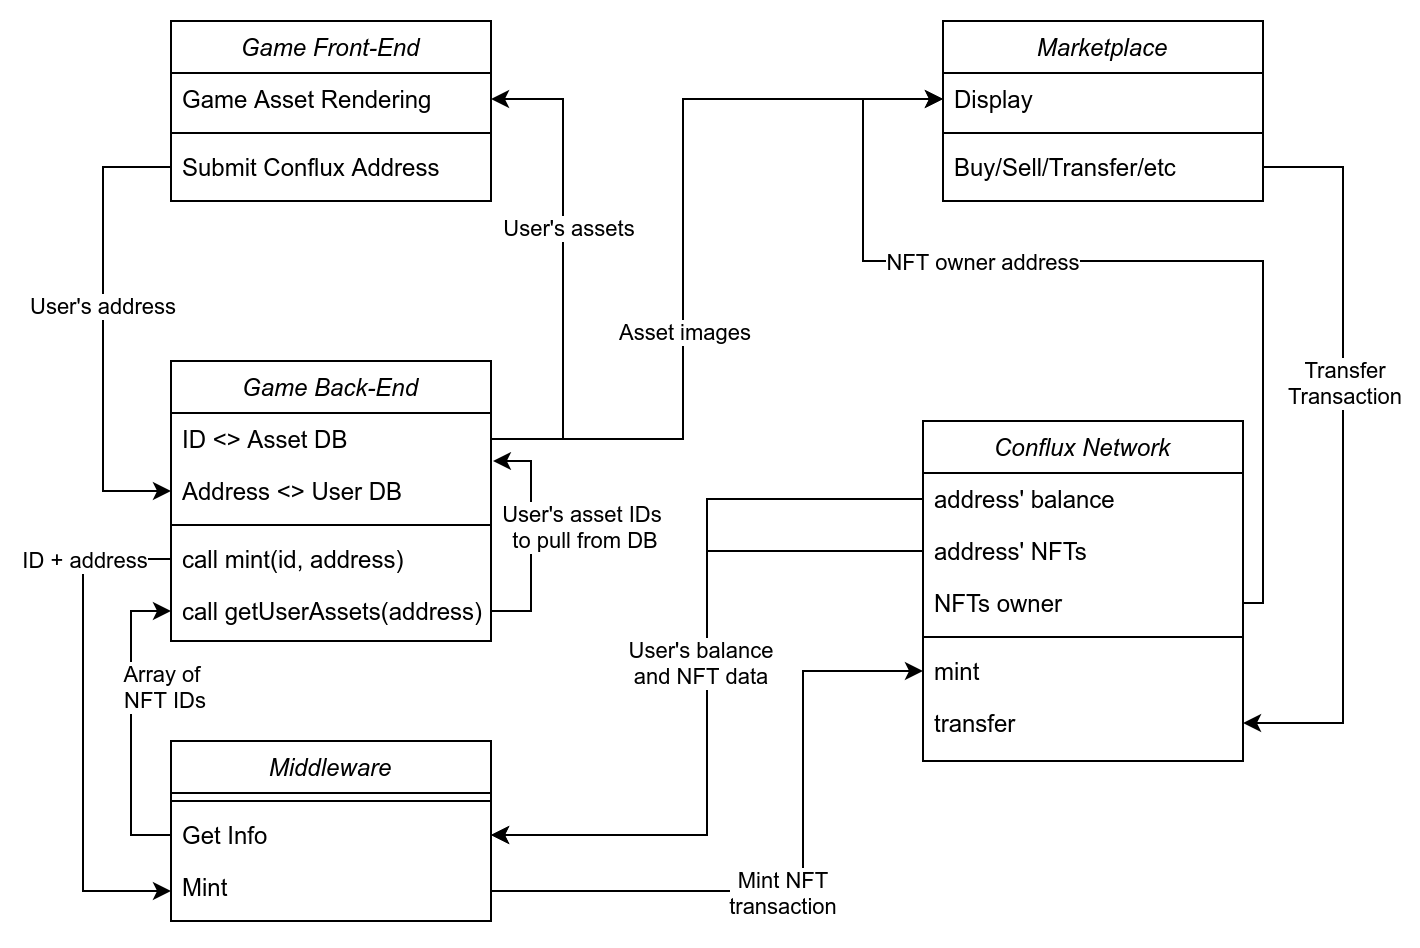 Game Front-End
Game Asset Rendering
Submit Conflux Address
Marketplace
Display
Buy/Sell/Transfer/etc
User's assets
NFT owner address
User's address
Asset images
Transfer
Transaction
Game Back-End
ID <> Asset DB
Address <> User DB
call mint(id, address)
call getUserAssets(address)
User's asset IDs
to pull from DB
ID + address
Conflux Network
address' balance
address' NFTs
NFTs owner
mint
transfer
Array of
NFT IDs
User's balance
and NFT data
Middleware
Get Info
Mint
Mint NFT
transaction